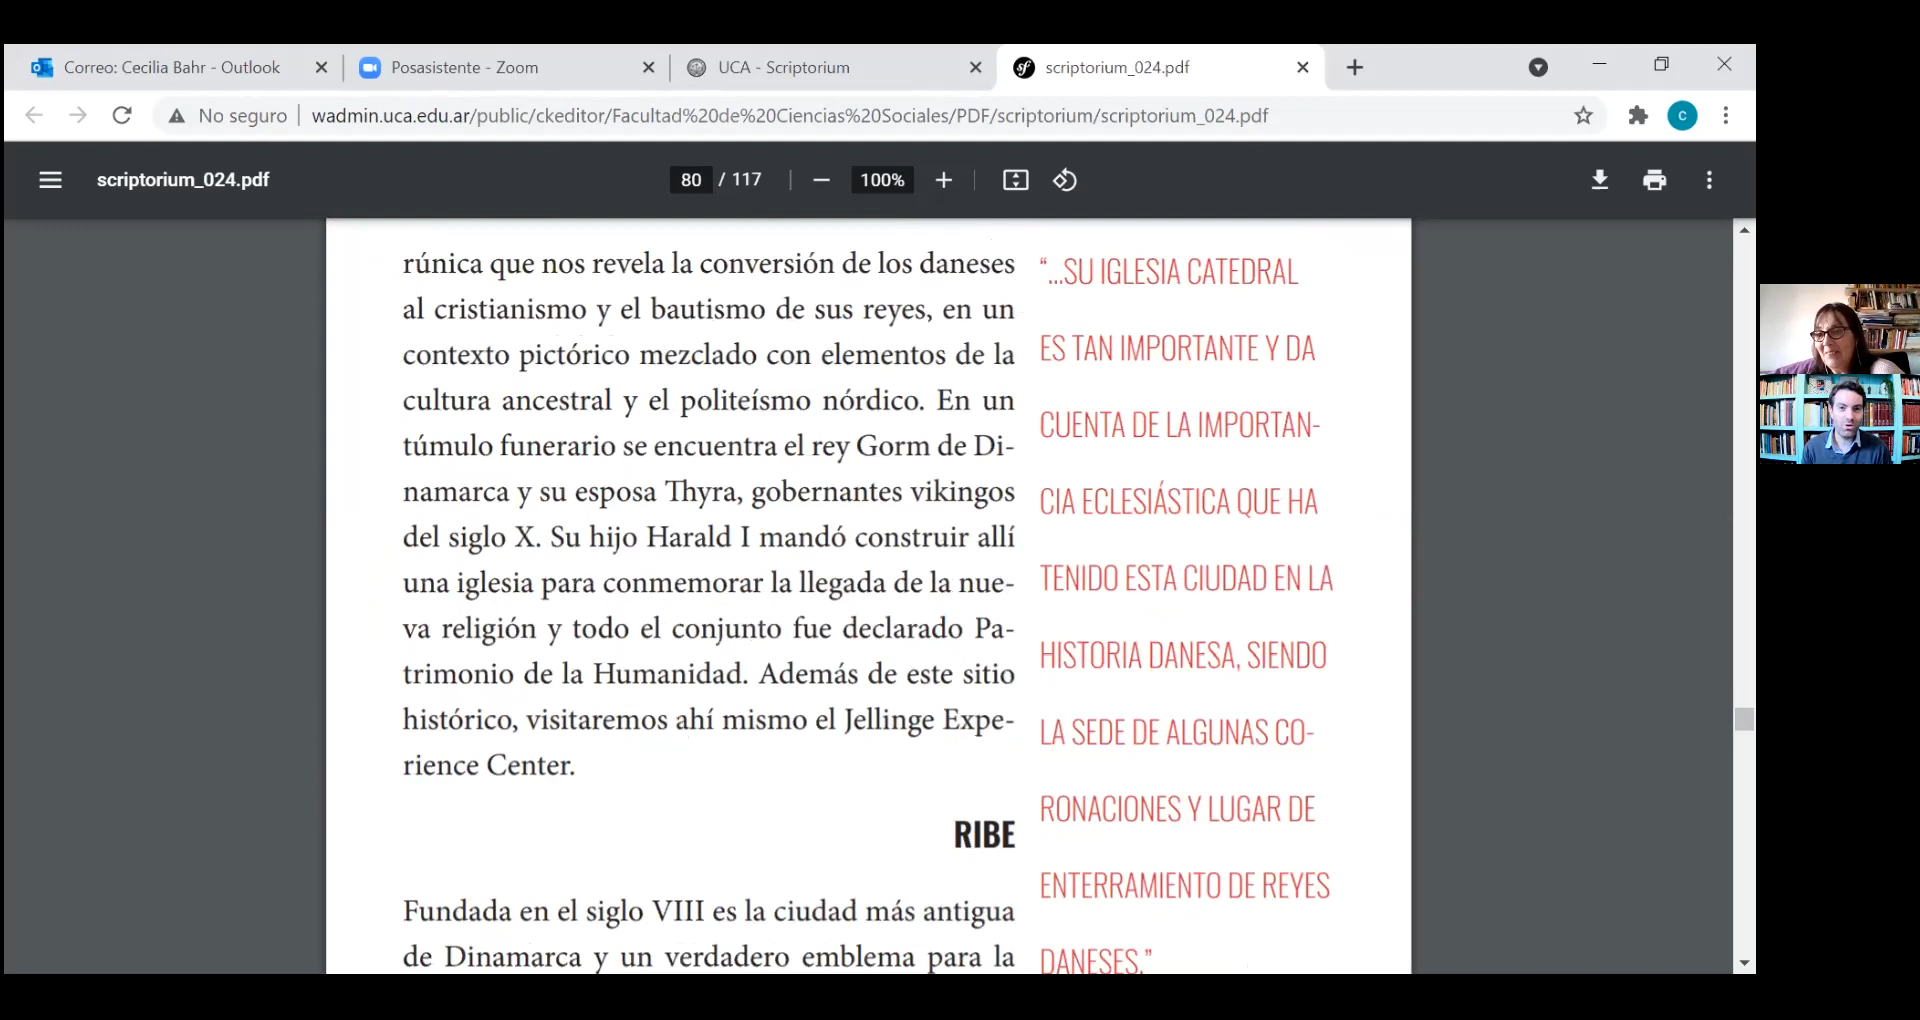 Correo: Cecilia Bahr - Outlook
Posasistente - Zoom
UCA - Scriptorium
scriptorium_024.pdf
No seguro
wadmin.uca.edu.ar/public/ckeditor/Facultad%20de%20Ciencias%20Sociales/PDF/scriptorium/scriptorium_024.pdf
C
scriptorium_024.pdf
80 / 117
100%
rúnica que nos revela la conversión de los daneses
al cristianismo y el bautismo de sus reyes, en un
contexto pictórico mezclado con elementos de la
cultura ancestral y el politeísmo nórdico. En un
túmulo funerario se encuentra el rey Gorm de Di-
namarca y su esposa Thyra, gobernantes vikingos
del siglo X. Su hijo Harald I mandó construir allí
una iglesia para conmemorar la llegada de la nue-
va religión y todo el conjunto fue declarado Pa-
trimonio de la Humanidad. Además de este sitio
histórico, visitaremos ahí mismo el Jellinge Expe-
rience Center.
RIBE
Fundada en el siglo VIII es la ciudad más antigua
de Dinamarca y un verdadero emblema para la
“...SU IGLESIA CATEDRAL
ES TAN IMPORTANTE Y DA
CUENTA DE LA IMPORTAN-
CIA ECLESIÁSTICA QUE HA
TENIDO ESTA CIUDAD EN LA
HISTORIA DANESA, SIENDO
LA SEDE DE ALGUNAS CO-
RONACIONES Y LUGAR DE
ENTERRAMIENTO DE REYES
DANESES.”